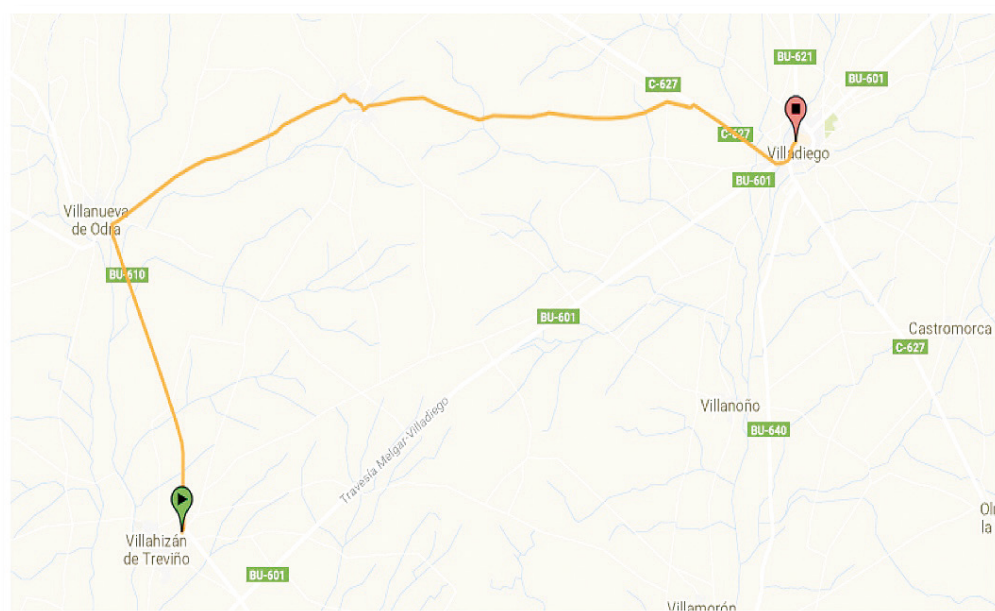 BU-621
BU-601
C-627
C-627
Villadiego
BU-601
Villanueva
de Odra
BU-610
BU-601
Castromorca
C-627
Villanoño
BU-640
Travesía Melgar-Villadiego
Villahizán
de Treviño
BU-601
la
Villamorón